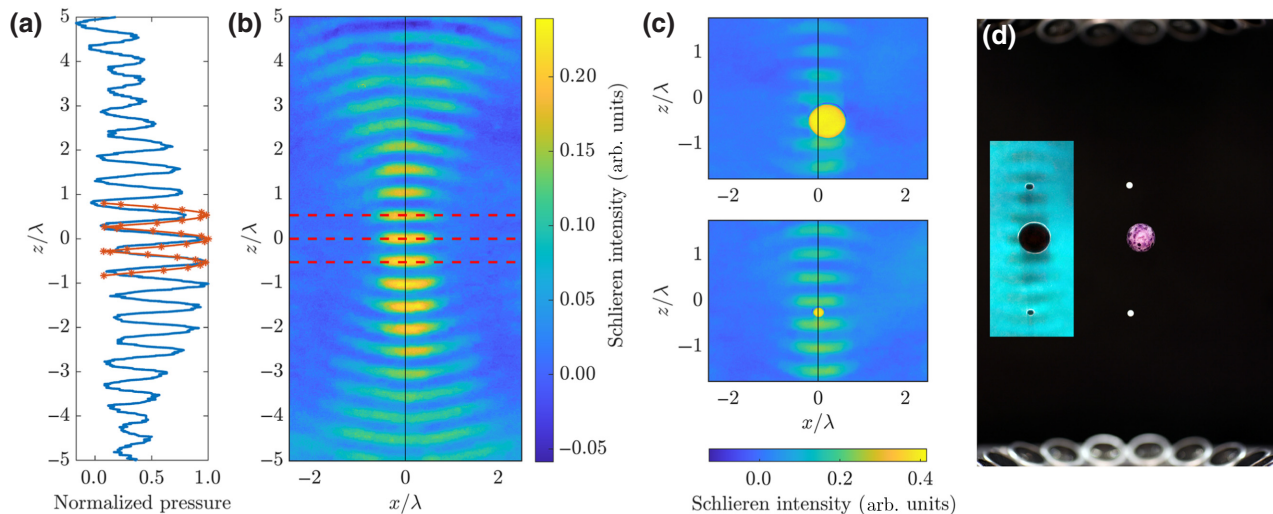 (a)
5
4
3
2
1
0
−1
−2
−3
−4
−5
z/λ
0.0 0.5 1.0
Normalized pressure
(b)
5
4
3
2
1
0
−1
−2
−3
−4
−5
z/λ
−2 0 2
x/λ
0.20
0.15
0.10
0.05
0.00
−0.05
Schlieren intensity (arb. units)
(c)
1
0
−1
z/λ
−2 0 2
1
0
−1
z/λ
−2 0 2
x/λ
0.0 0.2 0.4
Schlieren intensity (arb. units)
(d)